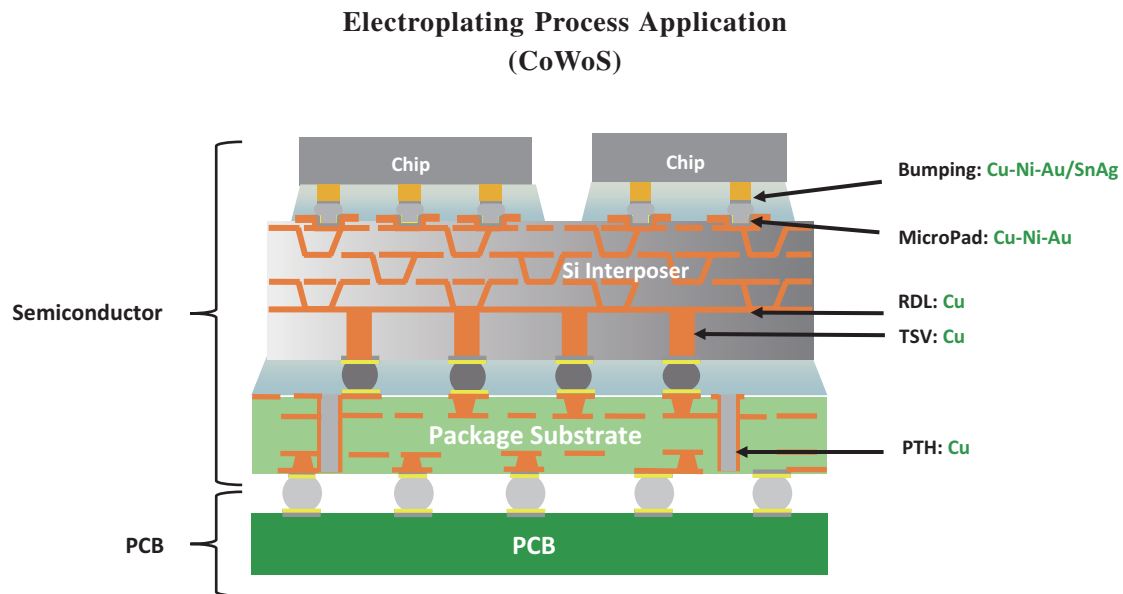 Electroplating Process Application
(CoWoS)
Chip
Chip
Bumping: Cu-Ni-Au/SnAg
MicroPad: Cu-Ni-Au
Si Interposer
Semiconductor
RDL: Cu
TSV: Cu
Package Substrate
PTH: Cu
PCB
PCB